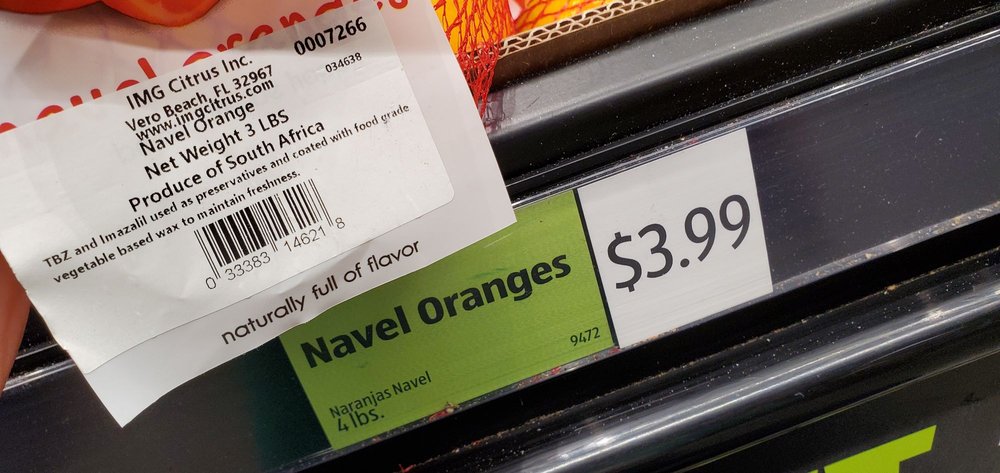 0007266
034638
IMG Citrus Inc.
Vero Beach, FL 32967
www.Imgcitrus.com
Navel Orange
Net Weight 3 LBS
Produce of South Africa
TBZ and Imazalil used as preservatives and coated with food grade
vegetable based wax to maintain freshness.
0 33383 14621 8
naturally full of flavor
Navel Oranges
9472
Naranjas Navel
4 lbs.
$3.99